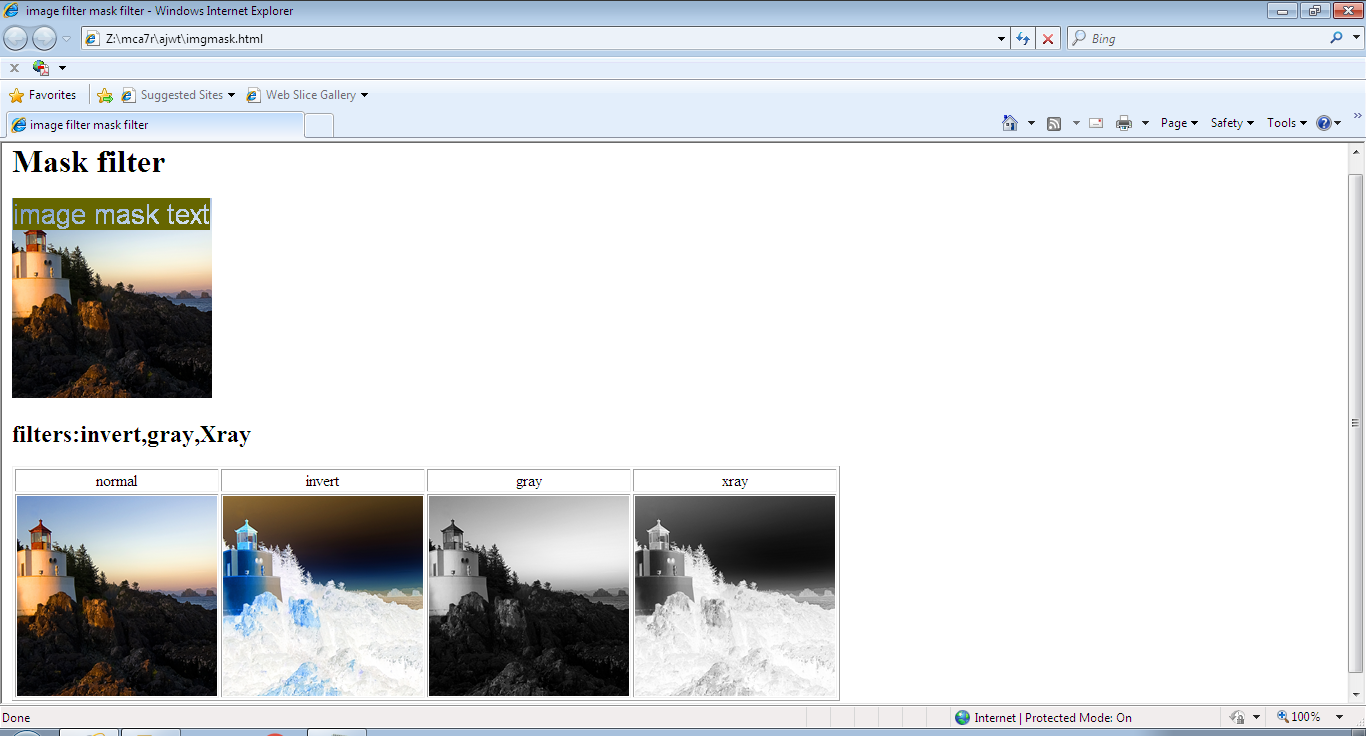 image filter mask filter - Windows Internet Explorer
Z:\mca7r\ajwt\imgmask.html
Bing
x
Favorites
Suggested Sites
Web Slice Gallery
image filter mask filter
Page
Safety
Tools
»
Mask filter
image mask text
filters:invert,gray,Xray
normal
invert
gray
xray
Done
Internet | Protected Mode: On
100%